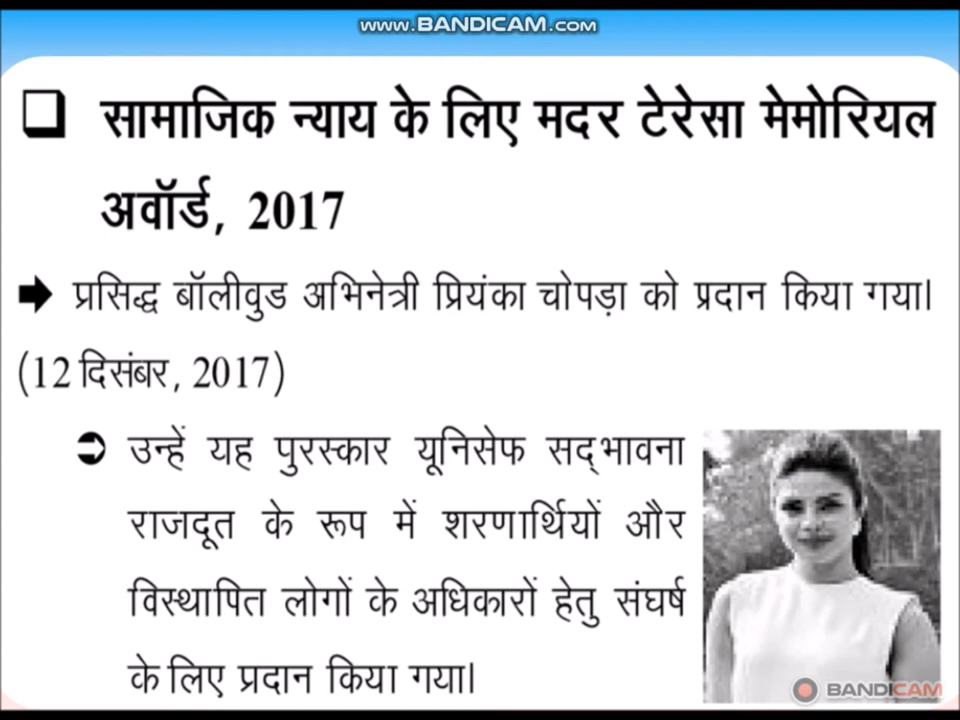 www.BANDICAM.com
❑ सामाजिक न्याय के लिए मदर टेरेसा मेमोरियल
अवॉर्ड, 2017
➡ प्रसिद्ध बॉलीवुड अभिनेत्री प्रियंका चोपड़ा को प्रदान किया गया।
(12 दिसंबर, 2017)
➲ उन्हें यह पुरस्कार यूनिसेफ सद्‌भावना
राजदूत के रूप में शरणार्थियों और
विस्थापित लोगों के अधिकारों हेतु संघर्ष
के लिए प्रदान किया गया।
BANDICAM